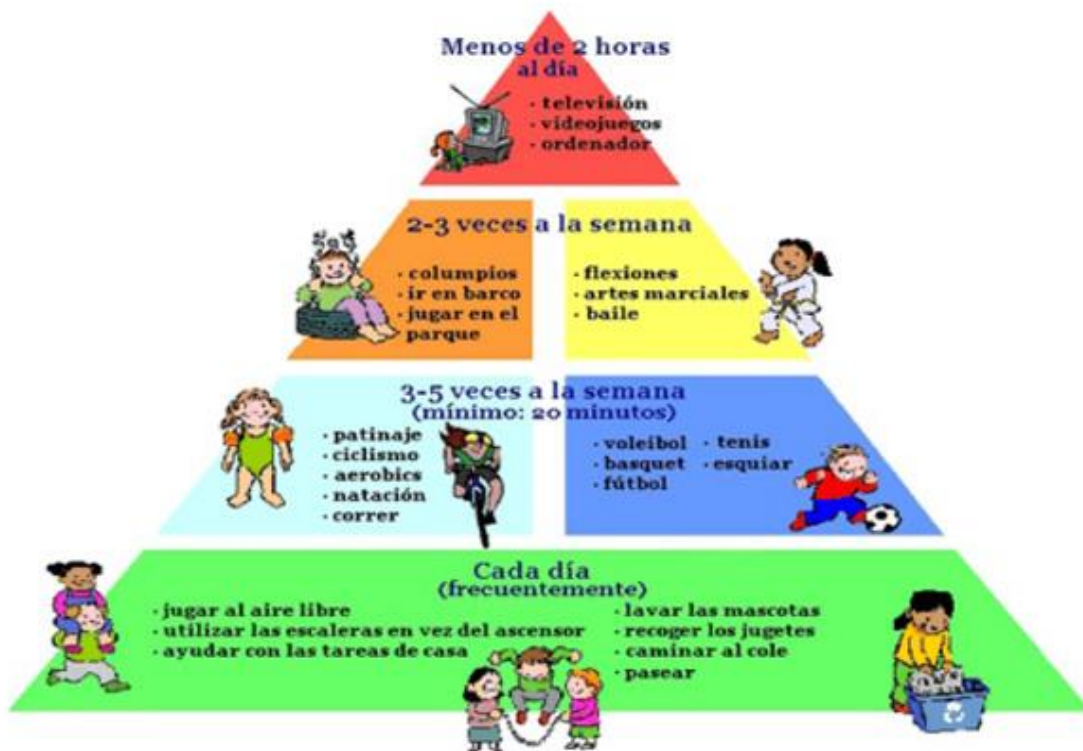 Menos de 2 horas
al día
· televisión
· videojuegos
· ordenador
2-3 veces a la semana
· columpios
· ir en barco
· jugar en el
parque
· flexiones
· artes marciales
· baile
3-5 veces a la semana
(mínimo: 20 minutos)
· patinaje
· ciclismo
· aerobics
· natación
· correr
· voleibol · tenis
· basquet · esquiar
· fútbol
Cada día
(frecuentemente)
· jugar al aire libre
· utilizar las escaleras en vez del ascensor
· ayudar con las tareas de casa
· lavar las mascotas
· recoger los jugetes
· caminar al cole
· pasear